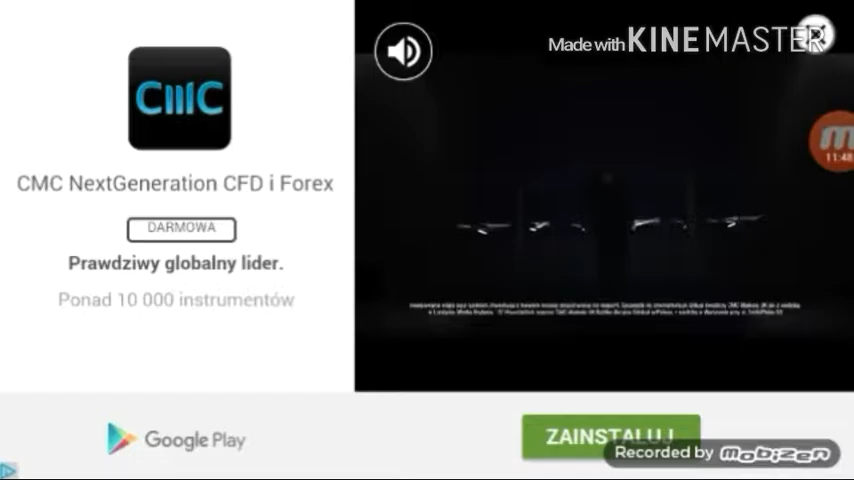 Made with KINEMASTER
CMC
11:48
CMC NextGeneration CFD i Forex
DARMOWA
Prawdziwy globalny lider.
Ponad 10 000 instrumentów
Google Play
ZAINSTALUJ
Recorded by mobizen